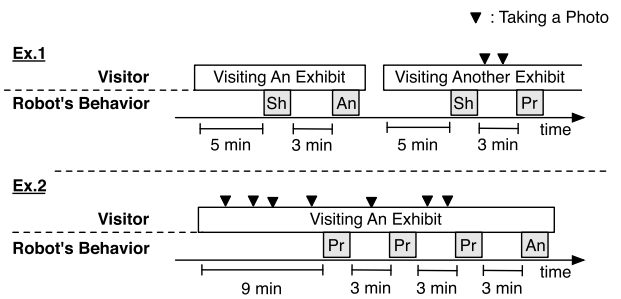 ▼ : Taking a Photo
Ex.1
Visitor Visiting An Exhibit Visiting Another Exhibit
Robot's Behavior Sh An Sh Pr
time
5 min 3 min 5 min 3 min
Ex.2
Visitor Visiting An Exhibit
Robot's Behavior Pr Pr Pr An
time
9 min 3 min 3 min 3 min